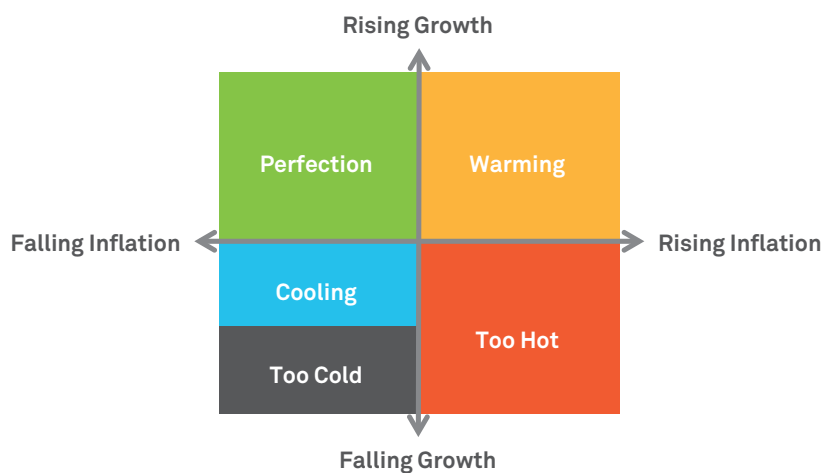 Rising Growth
Perfection
Warming
Falling Inflation
Rising Inflation
Cooling
Too Hot
Too Cold
Falling Growth